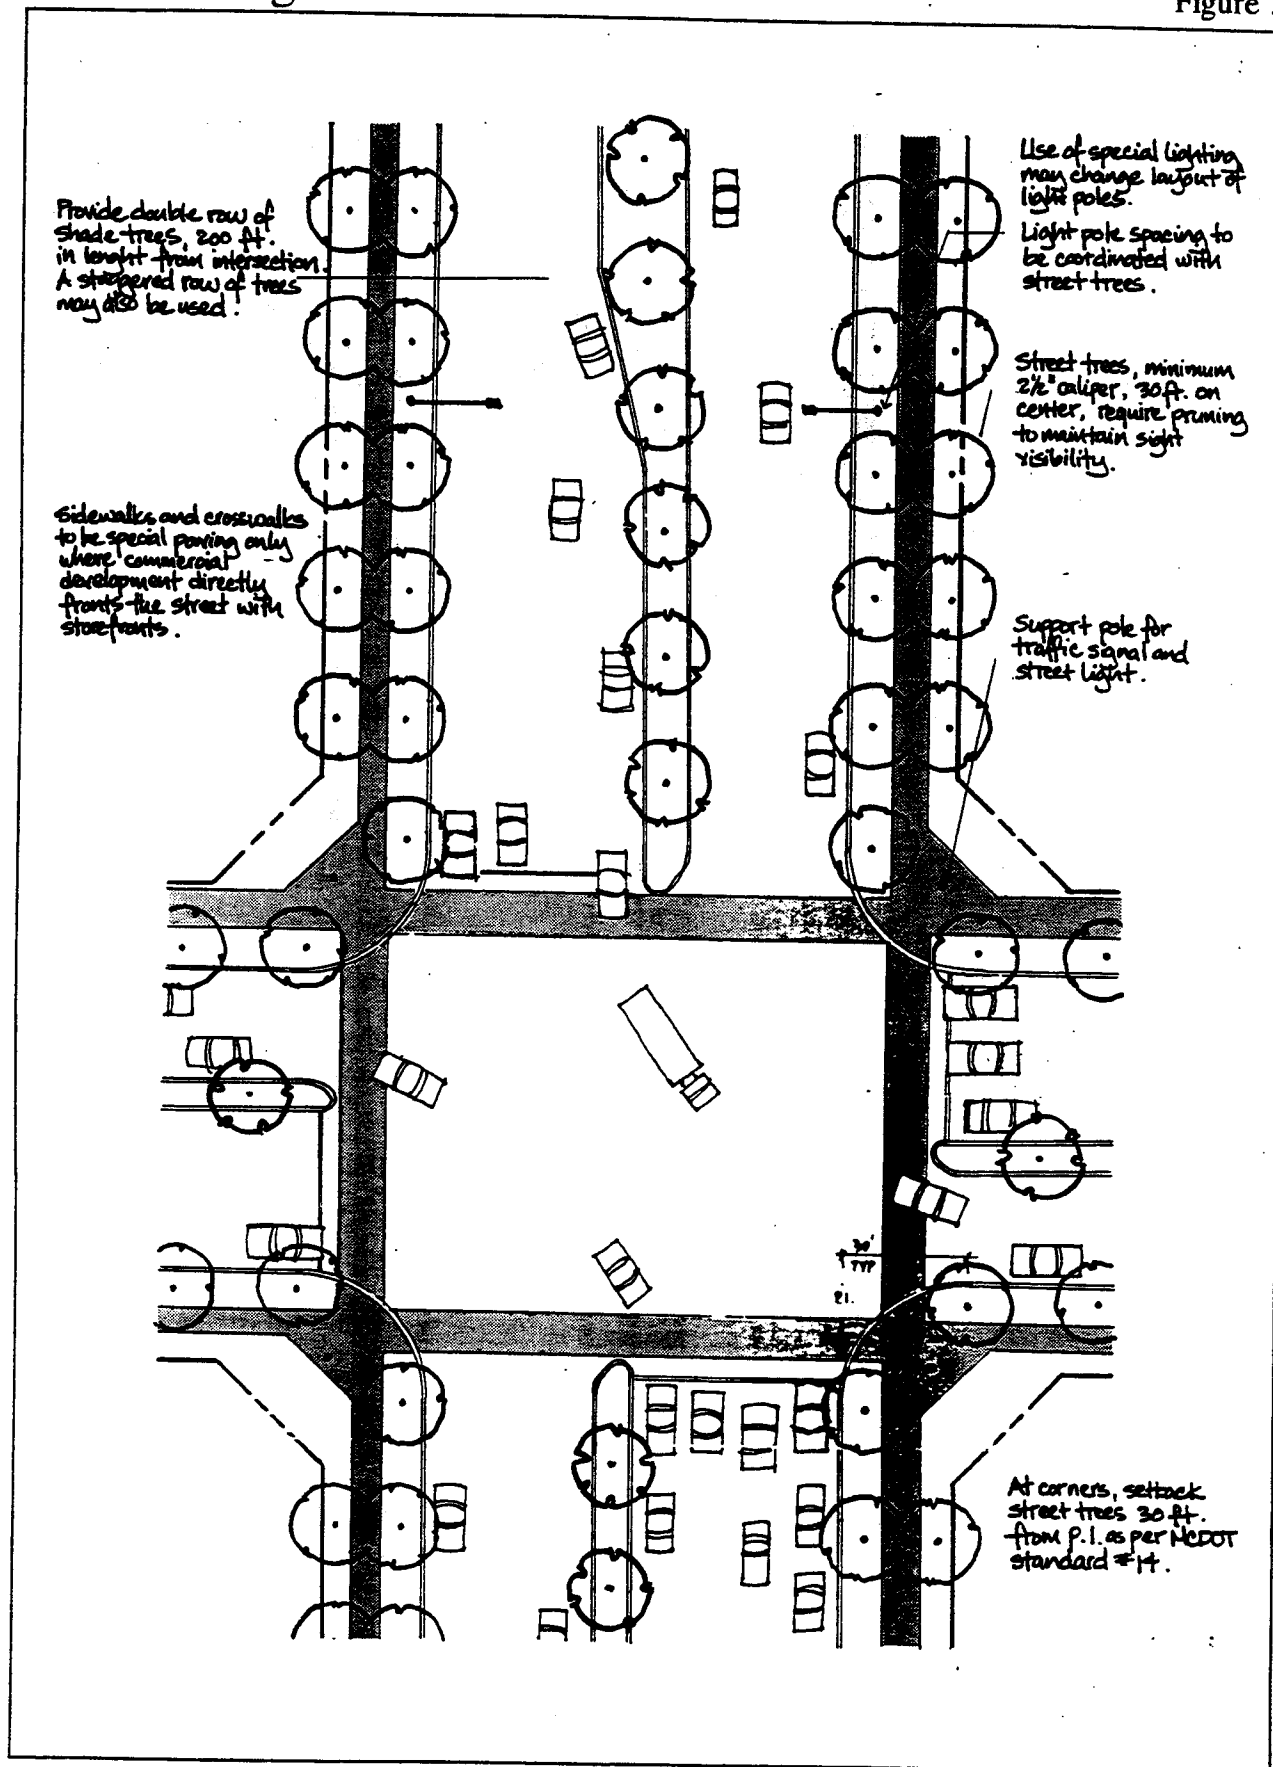 Figure
Provide double row of
shade trees, 200 ft.
in lenght from intersection.
A staggered row of trees
may also be used.
Sidewalks and crosswalks
to be special paving only
where commercial
development directly
fronts the street with
storefronts.
Use of special lighting
may change layout of
light poles.
Light pole spacing to
be coordinated with
street trees.
Street trees, minimum
2½" caliper, 30 ft. on
center, require pruning
to maintain sight
visibility.
Support pole for
traffic signal and
street light.
30'
TYP
21.
At corners, setback
street trees 30 ft.
from P.I. as per MCDOT
standard #14.